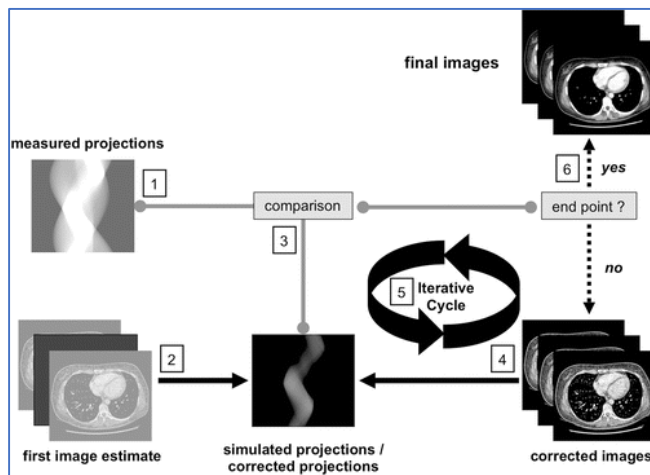 final images
measured projections
6
yes
1
comparison
end point ?
3
no
5
Iterative
Cycle
2
4
first image estimate
simulated projections /
corrected projections
corrected images